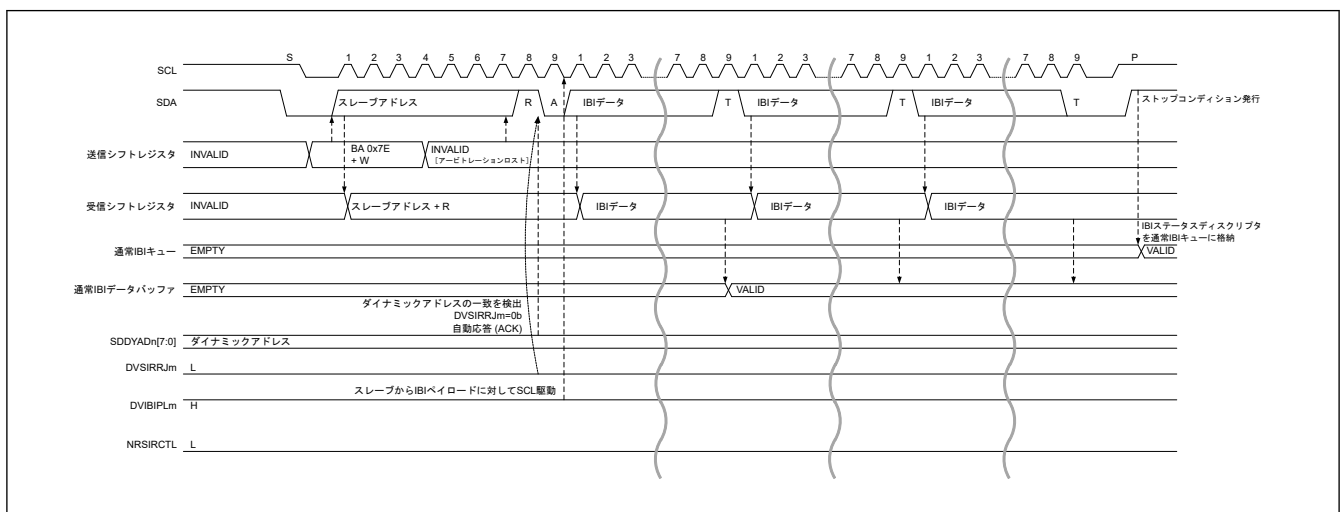 S 1 2 3 4 5 6 7 8 9 1 2 3 7 8 9 1 2 3 7 8 9 1 2 3 7 8 9 P
SCL
SDA スレーブアドレス R A IBIデータ T IBIデータ T IBIデータ T ストップコンディション発行
送信シフトレジスタ INVALID BA 0x7E + W INVALID
[アービトレーションロスト]
受信シフトレジスタ INVALID スレーブアドレス + R IBIデータ IBIデータ IBIデータ
IBIステータスディスクリプタ
を通常IBIキューに格納
通常IBIキュー EMPTY VALID
通常IBIデータバッファ EMPTY VALID
ダイナミックアドレスの一致を検出
DVSIRRJm=0b
自動応答 (ACK)
SDDYADn[7:0] ダイナミックアドレス
DVSIRRJm L
スレーブからIBIペイロードに対してSCL駆動
DVIBIPLm H
NRSIRCTL L